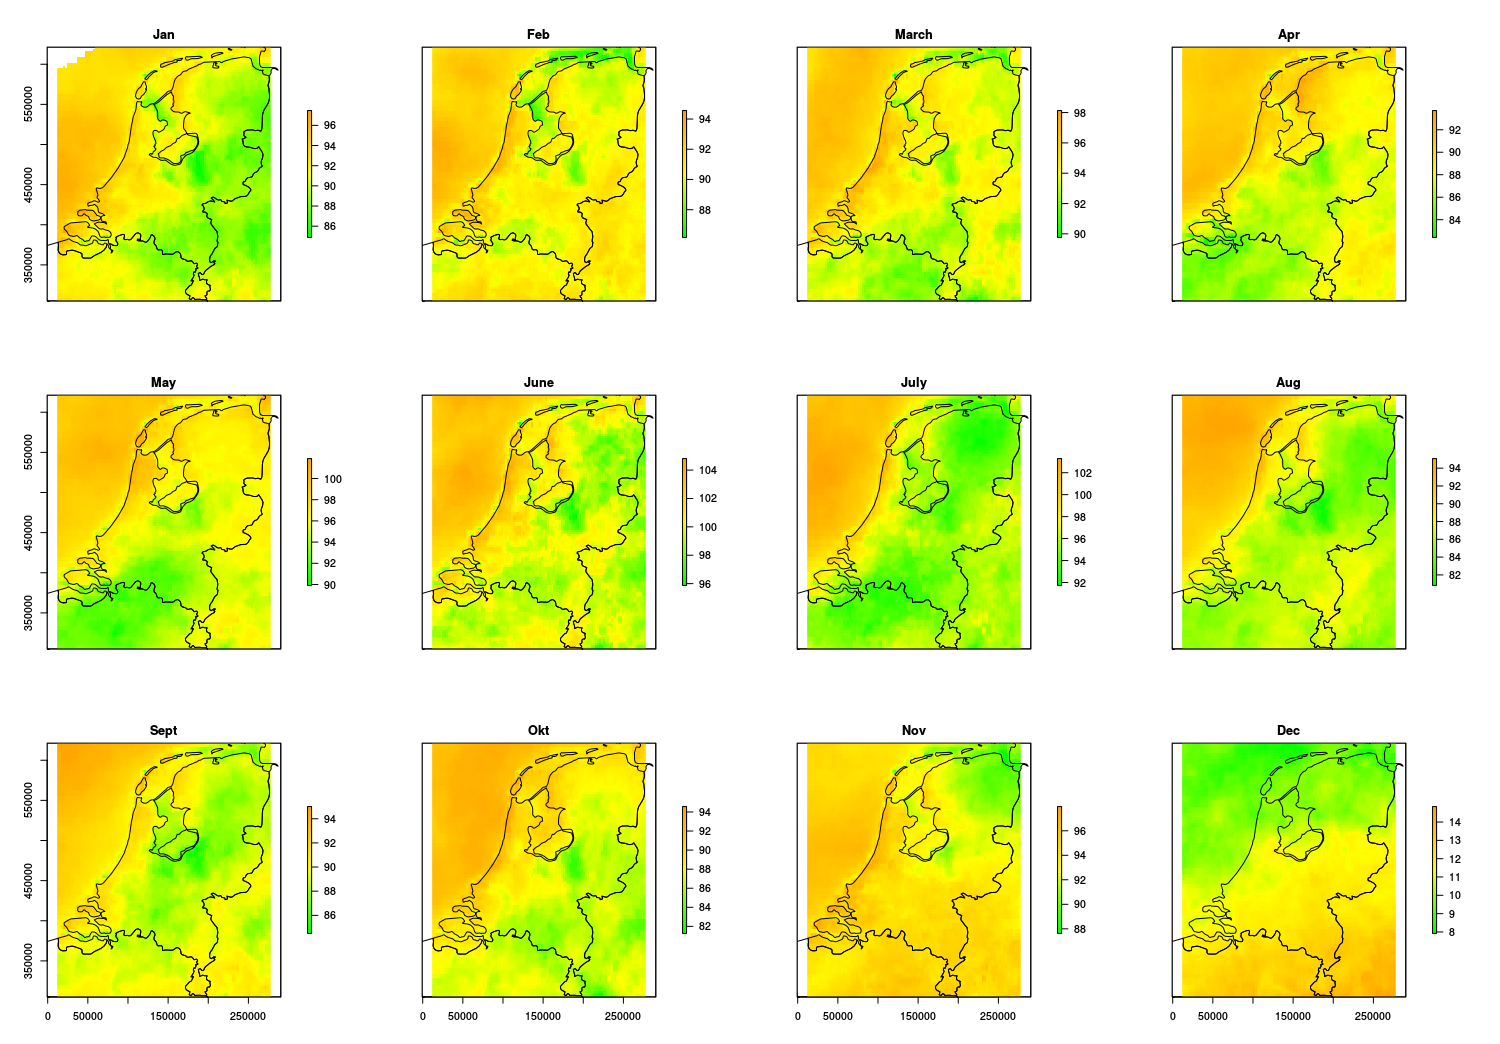 Jan Feb March Apr
550000 450000 350000
96 94 92 90 88 86
94 92 90 88
98 96 94 92 90
92 90 88 86 84
May June July Aug
550000 450000 350000
100 98 96 94 92 90
104 102 100 98 96
102 100 98 96 94 92
94 92 90 88 86 84 82
Sept Okt Nov Dec
550000 450000 350000
94 92 90 88 86
94 92 90 88 86 84 82
96 94 92 90 88
14 13 12 11 10 9 8
0 50000 150000 250000
0 50000 150000 250000
0 50000 150000 250000
0 50000 150000 250000